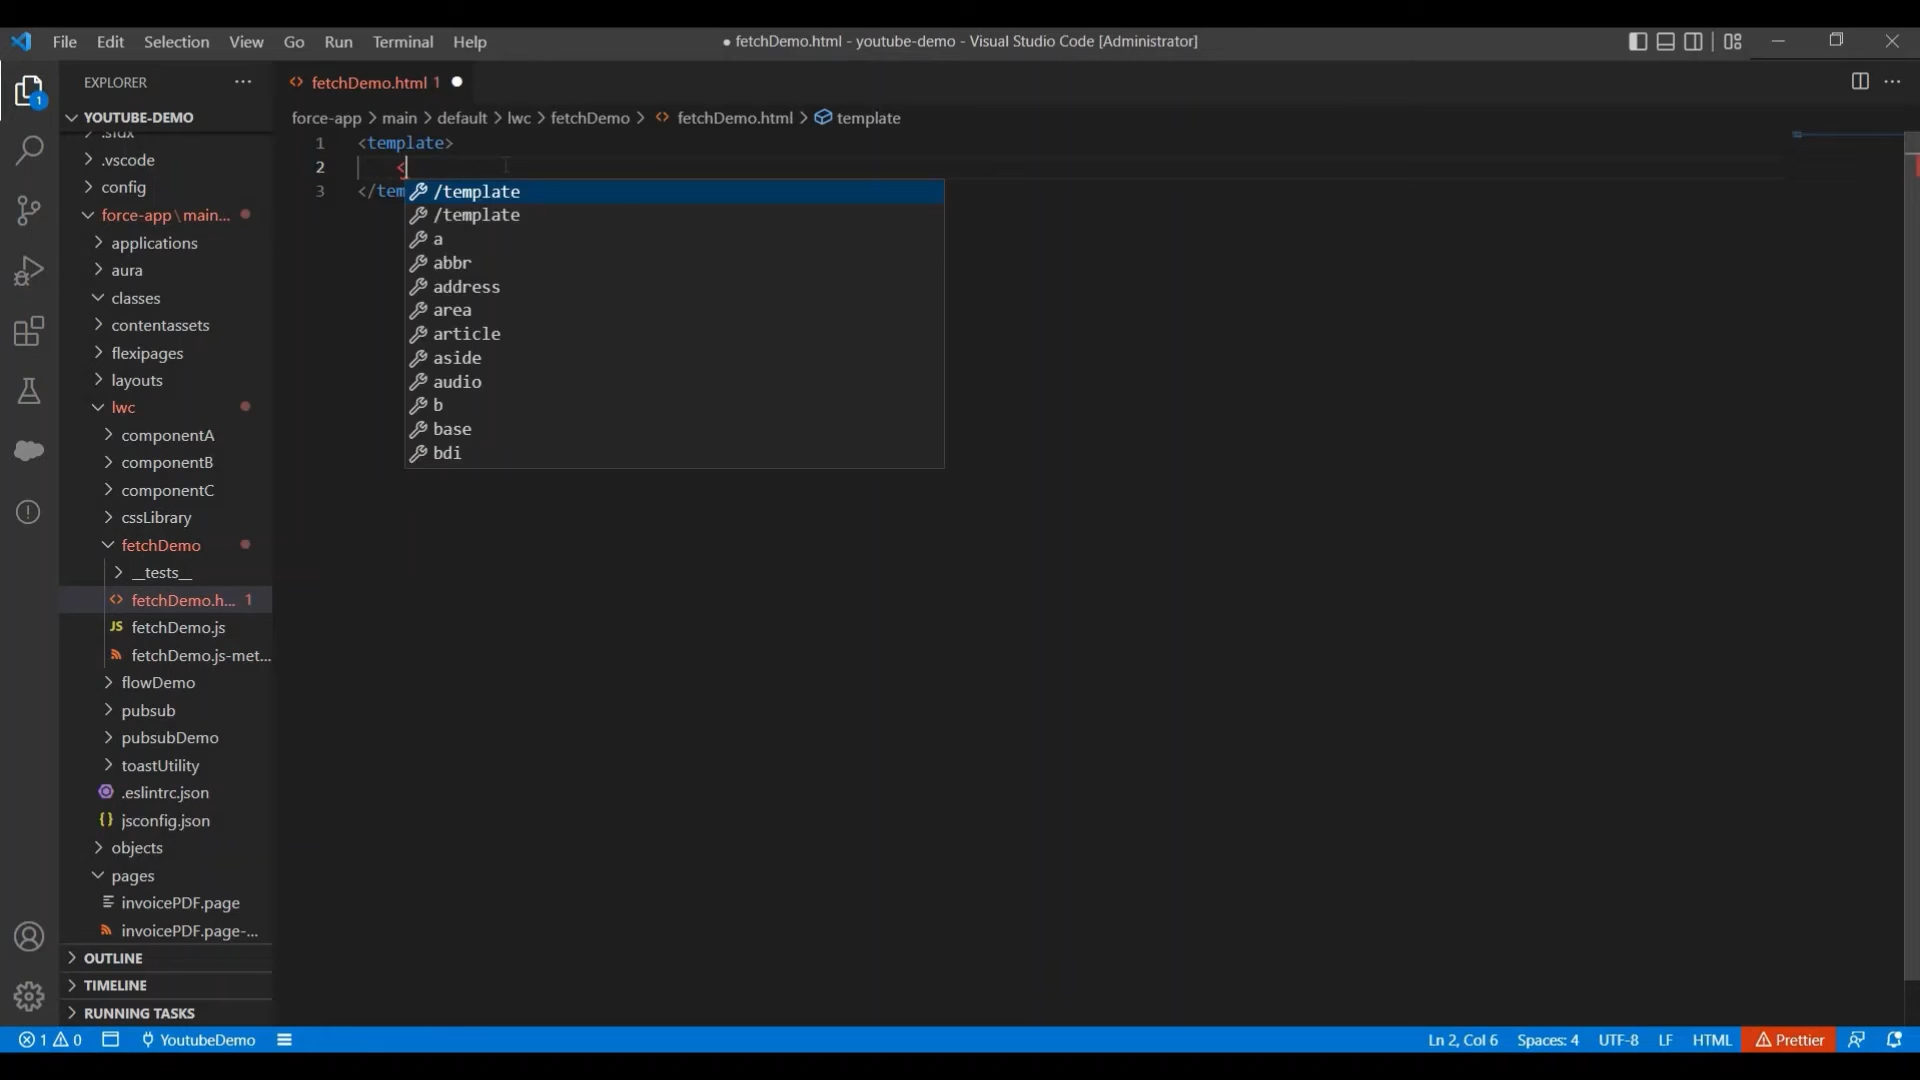 File Edit Selection View Go Run Terminal Help
● fetchDemo.html - youtube-demo - Visual Studio Code [Administrator]
EXPLORER ···
fetchDemo.html 1
YOUTUBE-DEMO
force-app > main > default > lwc > fetchDemo > fetchDemo.html > template
.sfdx
.vscode
config
force-app\main...
applications
aura
classes
contentassets
flexipages
layouts
lwc
componentA
componentB
componentC
cssLibrary
fetchDemo
__tests__
fetchDemo.h... 1
JS fetchDemo.js
fetchDemo.js-met...
flowDemo
pubsub
pubsubDemo
toastUtility
.eslintrc.json
{} jsconfig.json
objects
pages
invoicePDF.page
invoicePDF.page-...
OUTLINE
TIMELINE
RUNNING TASKS
1 <template>
2 <
3 </tem
/template
/template
a
abbr
address
area
article
aside
audio
b
base
bdi
1
1 0 YoutubeDemo
Ln 2, Col 6 Spaces: 4 UTF-8 LF HTML Prettier